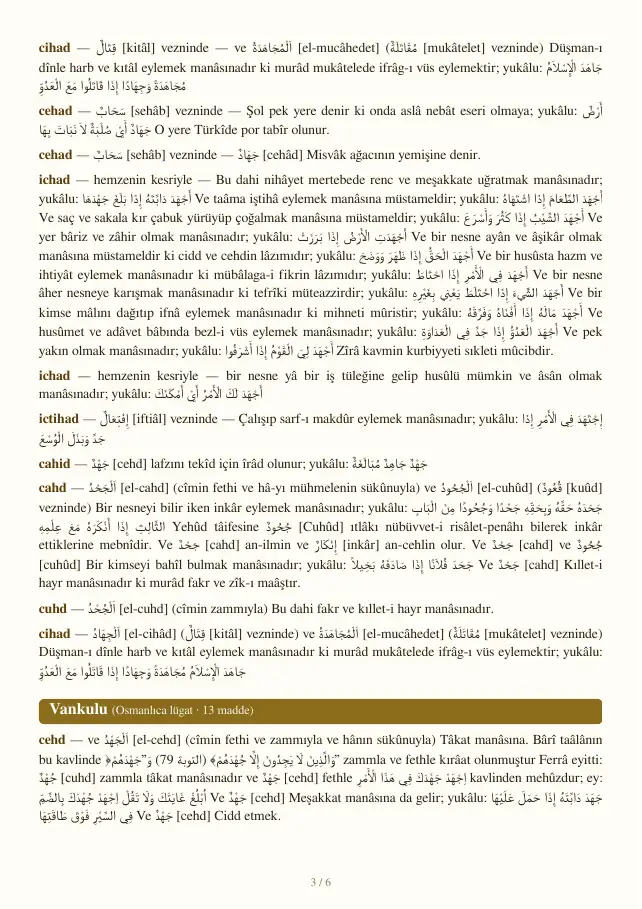 cihad — قِتَالٌ [kitâl] vezninde — ve اَلْمُجَاهَدَةُ [el-mucâhedet] (مُقَاتَلَةٌ [mukâtelet] vezninde) Düşman-ı
dînle harb ve kıtâl eylemek manâsınadır ki murâd mukâtelede ifrâg-ı vüs eylemektir; yukâlu: جَاهَدَ الْإِسْلَامُ
مُجَاهَدَةً وَجِهَادًا إِذَا قَاتَلُوا مَعَ الْعَدُوِّ
cehad — سَحَابٌ [sehâb] vezninde — Şol pek yere denir ki onda aslâ nebât eseri olmaya; yukâlu: أَرْضٌ
جَهَادٌ أَيْ صُلْبَةٌ لاَ نَبَاتَ بِهَا O yere Türkîde por tabîr olunur.
cehad — سَحَابٌ [sehâb] vezninde — جَهَادٌ [cehâd] Misvâk ağacının yemişine denir.
ichad — hemzenin kesriyle — Bu dahi nihâyet mertebede renc ve meşakkate uğratmak manâsınadır;
yukâlu: أَجْهَدَ دَابَّتَهُ إِذَا بَلَغَ جَهْدَهَا Ve taâma iştihâ eylemek manâsına müstameldir; yukâlu: أَجْهَدَ الطَّعَامَ إِذَا اشْتَهَاهُ
Ve saç ve sakala kır çabuk yürüyüp çoğalmak manâsına müstameldir; yukâlu: أَجْهَدَ الشَّيْبُ إِذَا كَثُرَ وَأَسْرَعَ Ve
yer bâriz ve zâhir olmak manâsınadır; yukâlu: أَجْهَدَتِ الْأَرْضُ إِذَا بَرَزَتْ Ve bir nesne ayân ve âşikâr olmak
manâsına müstameldir ki cidd ve cehdin lâzımıdır; yukâlu: أَجْهَدَ الْحَقُّ إِذَا ظَهَرَ وَوَضَحَ Ve bir husûsta hazm ve
ihtiyât eylemek manâsınadır ki mübâlaga-i fikrin lâzımıdır; yukâlu: أَجْهَدَ فِي الْأَمْرِ إِذَا احْتَاطَ Ve bir nesne
âher nesneye karışmak manâsınadır ki tefrîki müteazzirdir; yukâlu: أَجْهَدَ الشَّيْءُ إِذَا اخْتَلَطَ يَعْنِي بِغَيْرِهِ Ve bir
kimse mâlını dağıtıp ifnâ eylemek manâsınadır ki mihneti mûristir; yukâlu: أَجْهَدَ مَالَهُ إِذَا أَفْنَاهُ وَفَرَّقَهُ Ve
husûmet ve adâvet bâbında bezl-i vüs eylemek manâsınadır; yukâlu: أَجْهَدَ الْعَدُوُّ إِذَا جَدَّ فِي الْعَدَاوَةِ Ve pek
yakın olmak manâsınadır; yukâlu: أَجْهَدَ لِيَ الْقَوْمُ إِذَا أَشْرَفُوا Zîrâ kavmin kurbiyyeti sıkleti mûcibdir.
ichad — hemzenin kesriyle — bir nesne yâ bir iş tüleğine gelip husûlü mümkin ve âsân olmak
manâsınadır; yukâlu: أَجْهَدَ لَكَ الْأَمْرُ أَيْ أَمْكَنَكَ
ictihad — اِفْتِعَالٌ [iftiâl] vezninde — Çalışıp sarf-ı makdûr eylemek manâsınadır; yukâlu: اِجْتَهَدَ فِي الْأَمْرِ إِذَا
جَدَّ وَبَذَلَ الْوُسْعَ
cahid — جَهْدٌ [cehd] lafzını tekîd için îrâd olunur; yukâlu: جَهْدٌ جَاهِدٌ مُبَالَغَةٌ
cahd — اَلْجَحْدُ [el-cahd] (cîmin fethi ve hâ-yı mühmelenin sükûnuyla) ve اَلْجُحُودُ [el-cuhûd] (قُعُودٌ [kuûd]
vezninde) Bir nesneyi bilir iken inkâr eylemek manâsınadır; yukâlu: جَحَدَهُ حَقَّهُ وَبِحَقِّهِ جَحْدًا وَجُحُودًا مِنَ الْبَابِ
الثَّالِثِ إِذَا أَنْكَرَهُ مَعَ عِلْمِهِ Yehûd tâifesine جُحُودٌ [Cuhûd] ıtlâkı nübüvvet-i risâlet-penâhı bilerek inkâr
ettiklerine mebnîdir. Ve جَحْدٌ [cahd] an-ilmin ve إِنْكَارٌ [inkâr] an-cehlin olur. Ve جَحْدٌ [cahd] ve جُحُودٌ
[cuhûd] Bir kimseyi bahîl bulmak manâsınadır; yukâlu: جَحَدَ فُلَانًا إِذَا صَادَفَهُ بَخِيلاً Ve جَحْدٌ [cahd] Kıllet-i
hayr manâsınadır ki murâd fakr ve zîk-ı maâştır.
cuhd — اَلْجُحْدُ [el-cuhd] (cîmin zammıyla) Bu dahi fakr ve kıllet-i hayr manâsınadır.
cihad — اَلْجِهَادُ [el-cihâd] (قِتَالٌ [kitâl] vezninde) ve اَلْمُجَاهَدَةُ [el-mucâhedet] (مُقَاتَلَةٌ [mukâtelet] vezninde)
Düşman-ı dînle harb ve kıtâl eylemek manâsınadır ki murâd mukâtelede ifrâg-ı vüs eylemektir; yukâlu:
جَاهَدَ الْإِسْلَامُ مُجَاهَدَةً وَجِهَادًا إِذَا قَاتَلُوا مَعَ الْعَدُوِّ
Vankulu (Osmanlıca lügat · 13 madde)
cehd — ve اَلْجَهْدُ [el-cehd] (cîmin fethi ve zammıyla ve hânın sükûnuyla) Tâkat manâsına. Bârî taâlânın
bu kavlinde ﴿وَالَّذِينَ لَا يَجِدُونَ إِلَّا جُهْدَهُمْ﴾ (التوبة 79) وَ”جَهْدَهُمْ” zammla ve fethle kırâat olunmuştur Ferrâ eyitti:
جُهْدٌ [cuhd] zammla tâkat manâsınadır ve جَهْدٌ [cehd] fethle اِجْهَدْ جَهْدَكَ فِي هَذَا الْأَمْرِ kavlinden mehûzdur; ey:
اُبْلُغْ غَايَتَكَ وَلَا تَقُلْ اِجْهَدْ جُهْدَكَ بِالضَّمِّ Ve جَهْدٌ [cehd] Meşakkat manâsına da gelir; yukâlu: جَهَدَ دَابَّتَهُ إِذَا حَمَلَ عَلَيْهَا
فِي السَّيْرِ فَوْقَ طَاقَتِهَا Ve جَهْدٌ [cehd] Cidd etmek.
3 / 6